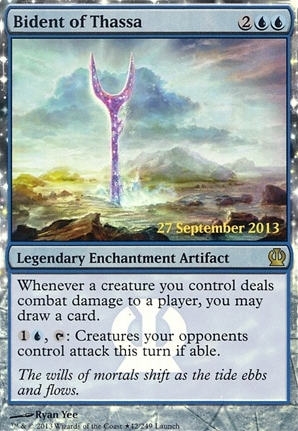 Bident of Thassa 2
27 September 2013
Legendary Enchantment Artifact
Whenever a creature you control deals
combat damage to a player, you may
draw a card.
1 , : Creatures your opponents
control attack this turn if able.
The wills of mortals shift as the tide ebbs
and flows.
Ryan Yee
™ & © 2013 Wizards of the Coast ★12/249 Launch